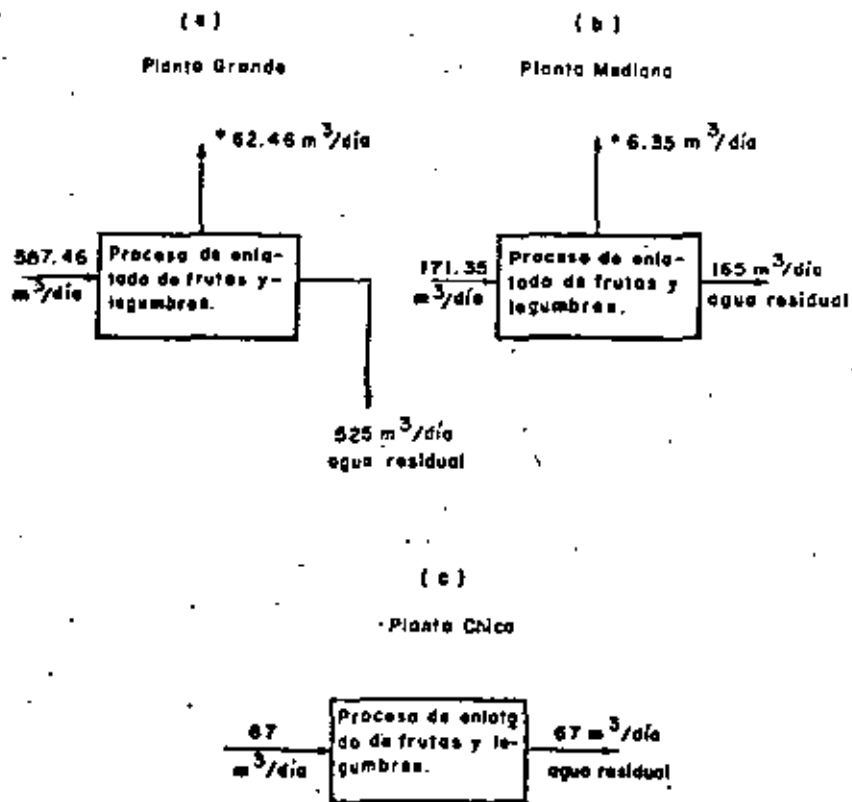 (a)
Planta Grande
* 62.46 m³/día
587.46
m³/día
Proceso de enla-
tado de frutas y-
legumbres.
525 m³/día
agua residual
(b)
Planta Mediana
* 6.35 m³/día
171.35
m³/día
Proceso de enla-
tado de frutas y
legumbres.
165 m³/día
agua residual
(c)
Planta Chica
67
m³/día
Proceso de enlata
do de frutas y le-
gumbres.
67 m³/día
agua residual